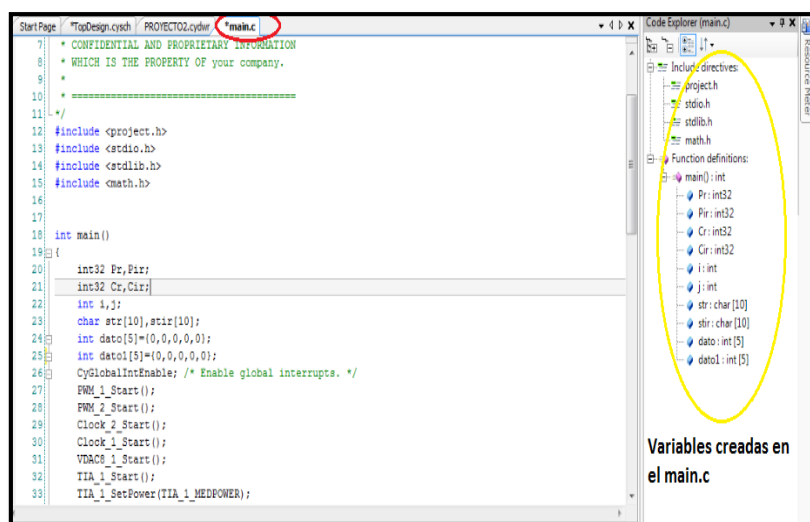 Start Page *TopDesign.cysch PROYECTO2.cydwr *main.c
7 * CONFIDENTIAL AND PROPRIETARY INFORMATION
8 * WHICH IS THE PROPERTY OF your company.
9 *
10 * ========================================
11 */
12 #include <project.h>
13 #include <stdio.h>
14 #include <stdlib.h>
15 #include <math.h>
16
17
18 int main()
19 {
20 int32 Pr,Pir;
21 int32 Cr,Cir;
22 int i,j;
23 char str[10],stir[10];
24 int dato[5]={0,0,0,0,0};
25 int dato1[5]={0,0,0,0,0};
26 CyGlobalIntEnable; /* Enable global interrupts. */
27 PWM_1_Start();
28 PWM_2_Start();
29 Clock_2_Start();
30 Clock_1_Start();
31 VDAC8_1_Start();
32 TIA_1_Start();
33 TIA_1_SetPower(TIA_1_MEDPOWER);
Code Explorer (main.c)
Include directives:
project.h
stdio.h
stdlib.h
math.h
Function definitions:
main() : int
Pr : int32
Pir : int32
Cr : int32
Cir : int32
i : int
j : int
str : char [10]
stir : char [10]
dato : int [5]
dato1 : int [5]
Variables creadas en
el main.c
Resource Meter